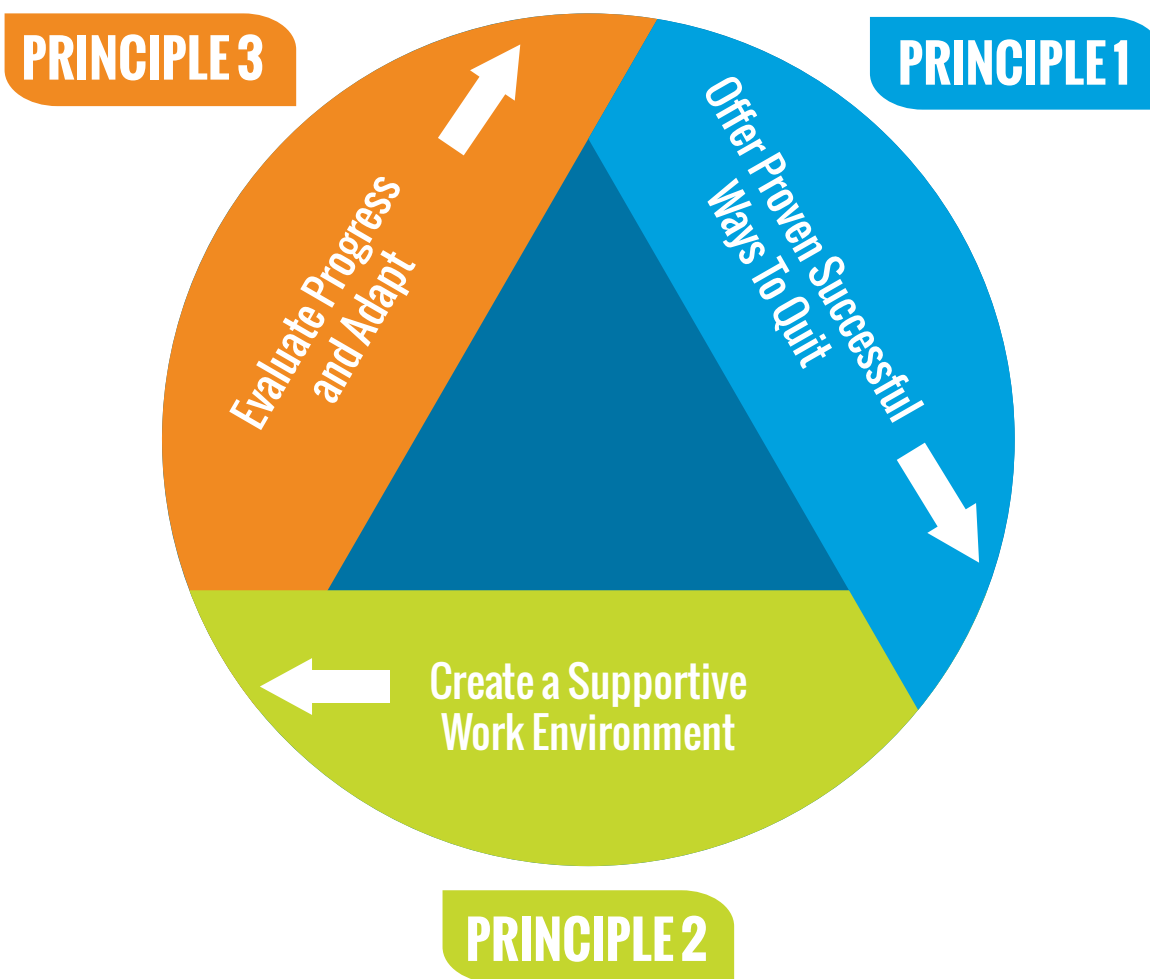 PRINCIPLE 1
Offer Proven Successful
Ways To Quit
PRINCIPLE 2
Create a Supportive
Work Environment
PRINCIPLE 3
Evaluate Progress
and Adapt